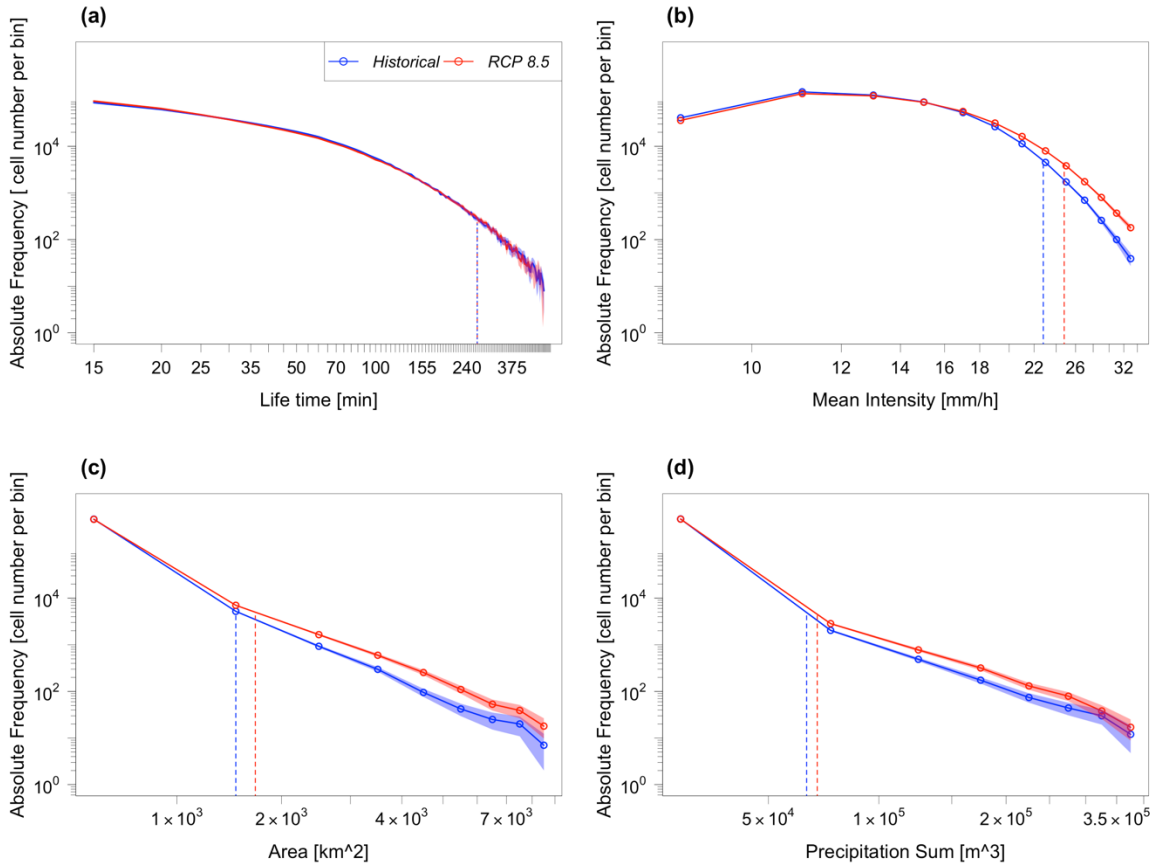 (a)
Absolute Frequency [ cell number per bin]
Historical RCP 8.5
10^4
10^2
10^0
15 20 25 35 50 70 100 155 240 375
Life time [min]
(b)
Absolute Frequency [cell number per bin]
10^4
10^2
10^0
10 12 14 16 18 22 26 32
Mean Intensity [mm/h]
(c)
Absolute Frequency [cell number per bin]
10^4
10^2
10^0
1 × 10^3 2 × 10^3 4 × 10^3 7 × 10^3
Area [km^2]
(d)
Absolute Frequency [cell number per bin]
10^4
10^2
10^0
5 × 10^4 1 × 10^5 2 × 10^5 3.5 × 10^5
Precipitation Sum [m^3]